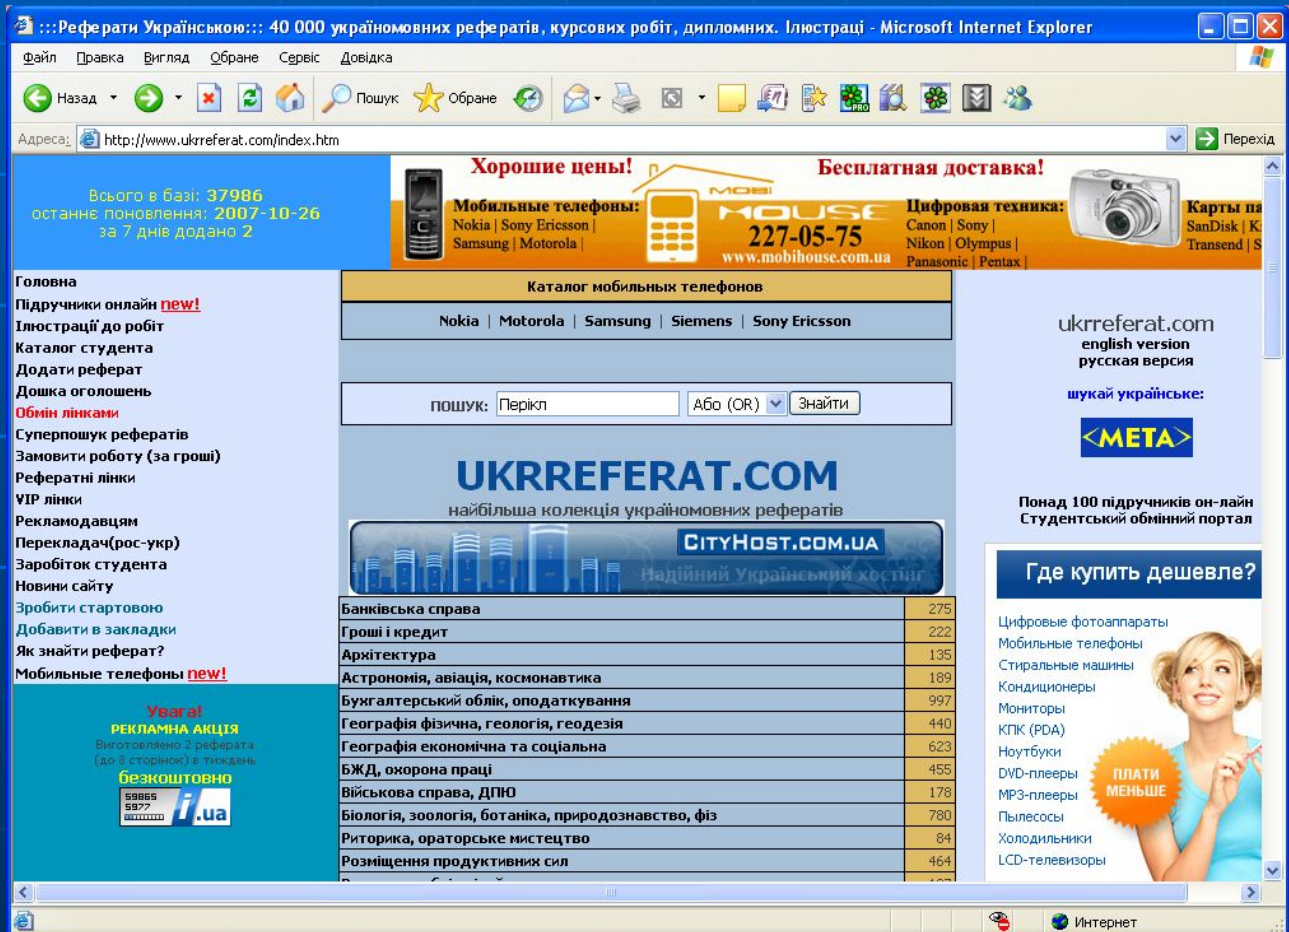 :::Реферати Українською::: 40 000 україномовних рефератів, курсових робіт, дипломних. Ілюстраці - Microsoft Internet Explorer
Файл Правка Вигляд Обране Сервіс Довідка
Назад Пошук Обране
Адреса: http://www.ukrreferat.com/index.htm Перехід
Всього в базі: 37986
останнє поновлення: 2007-10-26
за 7 днів додано 2
Хорошие цены! Бесплатная доставка!
Мобильные телефоны:
Nokia | Sony Ericsson |
Samsung | Motorola |
MOBI
MOUSE
227-05-75
www.mobihouse.com.ua
Цифровая техника:
Canon | Sony |
Nikon | Olympus |
Panasonic | Pentax |
Карты па
SanDisk | K
Transend | S
Головна
Підручники онлайн new!
Ілюстрації до робіт
Каталог студента
Додати реферат
Дошка оголошень
Обмін лінками
Суперпошук рефератів
Замовити роботу (за гроші)
Рефератні лінки
VIP лінки
Рекламодавцям
Перекладач(рос-укр)
Заробіток студента
Новини сайту
Зробити стартовою
Добавити в закладки
Як знайти реферат?
Мобильные телефоны new!
Увага!
РЕКЛАМНА АКЦІЯ
Виготовляємо 2 реферата
(до 8 сторінок) в тиждень
безкоштовно
59865
5977
i.ua
Каталог мобильных телефонов
Nokia | Motorola | Samsung | Siemens | Sony Ericsson
пошук: Перікл Або (OR) Знайти
UKRREFERAT.COM
найбільша колекція україномовних рефератів
CITYHOST.COM.UA
Надійний Український хостінг
Банківська справа 275
Гроші і кредит 222
Архітектура 135
Астрономія, авіація, космонавтика 189
Бухгалтерський облік, оподаткування 997
Географія фізична, геологія, геодезія 440
Географія економічна та соціальна 623
БЖД, охорона праці 455
Військова справа, ДПЮ 178
Біологія, зоологія, ботаніка, природознавство, фіз 780
Риторика, ораторське мистецтво 84
Розміщення продуктивних сил 464
ukrreferat.com
english version
русская версия
шукай українське:
<META>
Понад 100 підручників он-лайн
Студентський обмінний портал
Где купить дешевле?
Цифровые фотоаппараты
Мобильные телефоны
Стиральные машины
Кондиционеры
Мониторы
КПК (PDA)
Ноутбуки
DVD-плееры
MP3-плееры
Пылесосы
Холодильники
LCD-телевизоры
ПЛАТИ
МЕНЬШЕ
Интернет